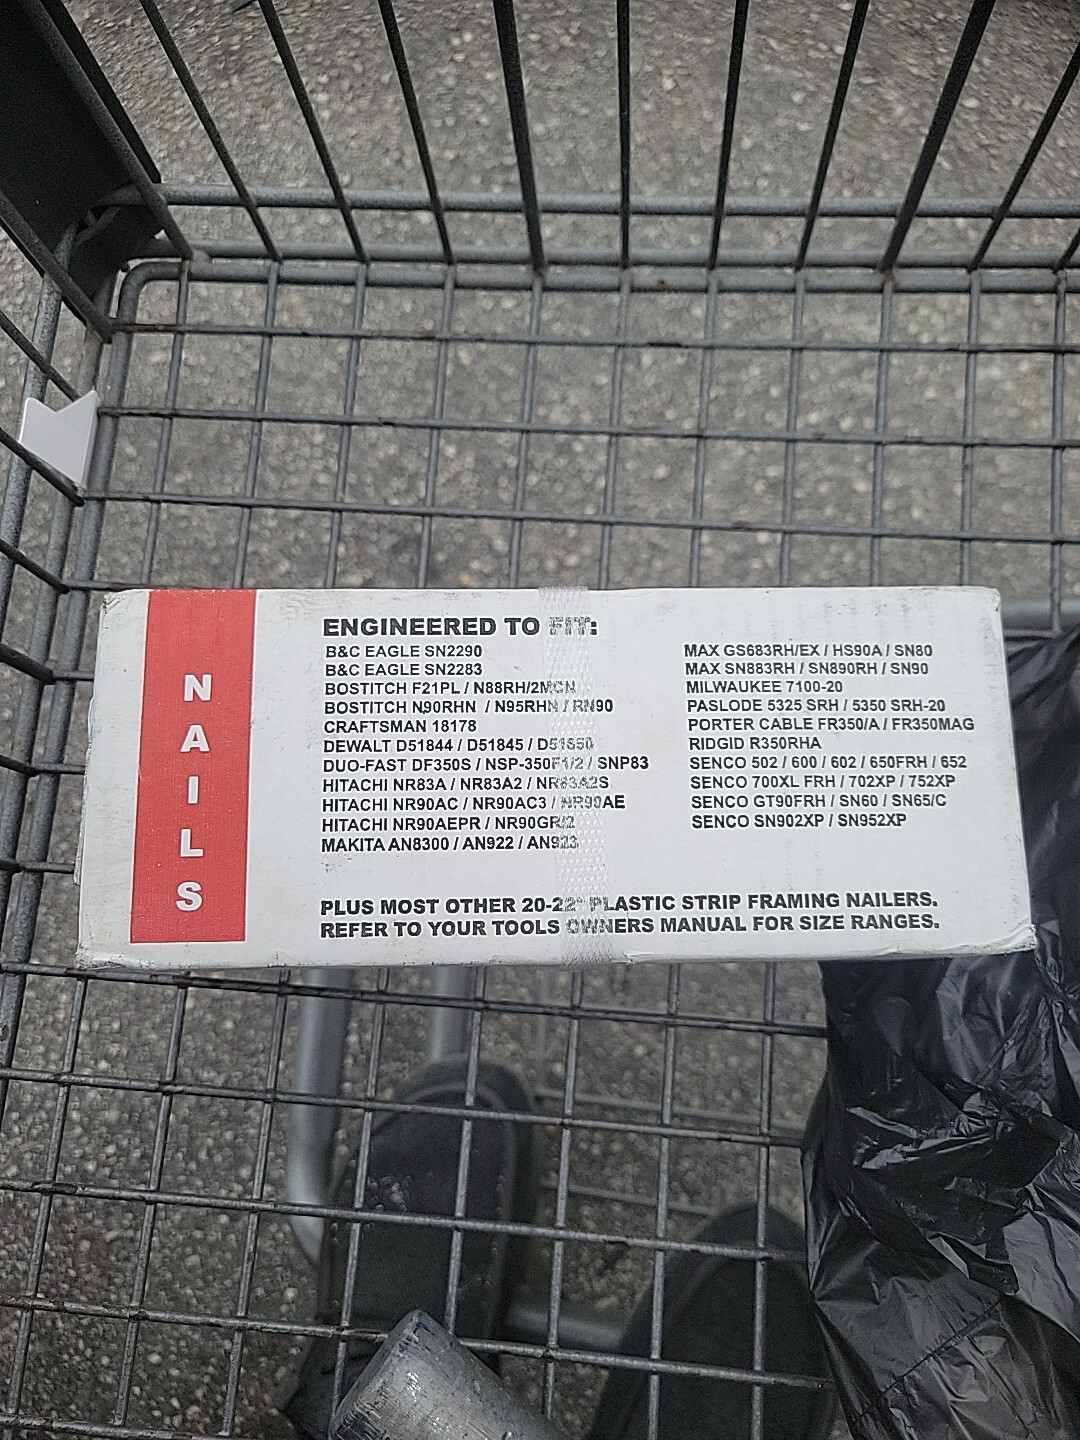 NAILS
ENGINEERED TO FIT:
B&C EAGLE SN2290
B&C EAGLE SN2283
BOSTITCH F21PL / N88RH/2MCN
BOSTITCH N90RHN / N95RHN / RN90
CRAFTSMAN 18178
DEWALT D51844 / D51845 / D51850
DUO-FAST DF350S / NSP-350F1/2 / SNP83
HITACHI NR83A / NR83A2 / NR83A2S
HITACHI NR90AC / NR90AC3 / NR90AE
HITACHI NR90AEPR / NR90GR/2
MAKITA AN8300 / AN922 / AN923
MAX GS683RH/EX / HS90A / SN80
MAX SN883RH / SN890RH / SN90
MILWAUKEE 7100-20
PASLODE 5325 SRH / 5350 SRH-20
PORTER CABLE FR350/A / FR350MAG
RIDGID R350RHA
SENCO 502 / 600 / 602 / 650FRH / 652
SENCO 700XL FRH / 702XP / 752XP
SENCO GT90FRH / SN60 / SN65/C
SENCO SN902XP / SN952XP
PLUS MOST OTHER 20-22° PLASTIC STRIP FRAMING NAILERS.
REFER TO YOUR TOOLS OWNERS MANUAL FOR SIZE RANGES.